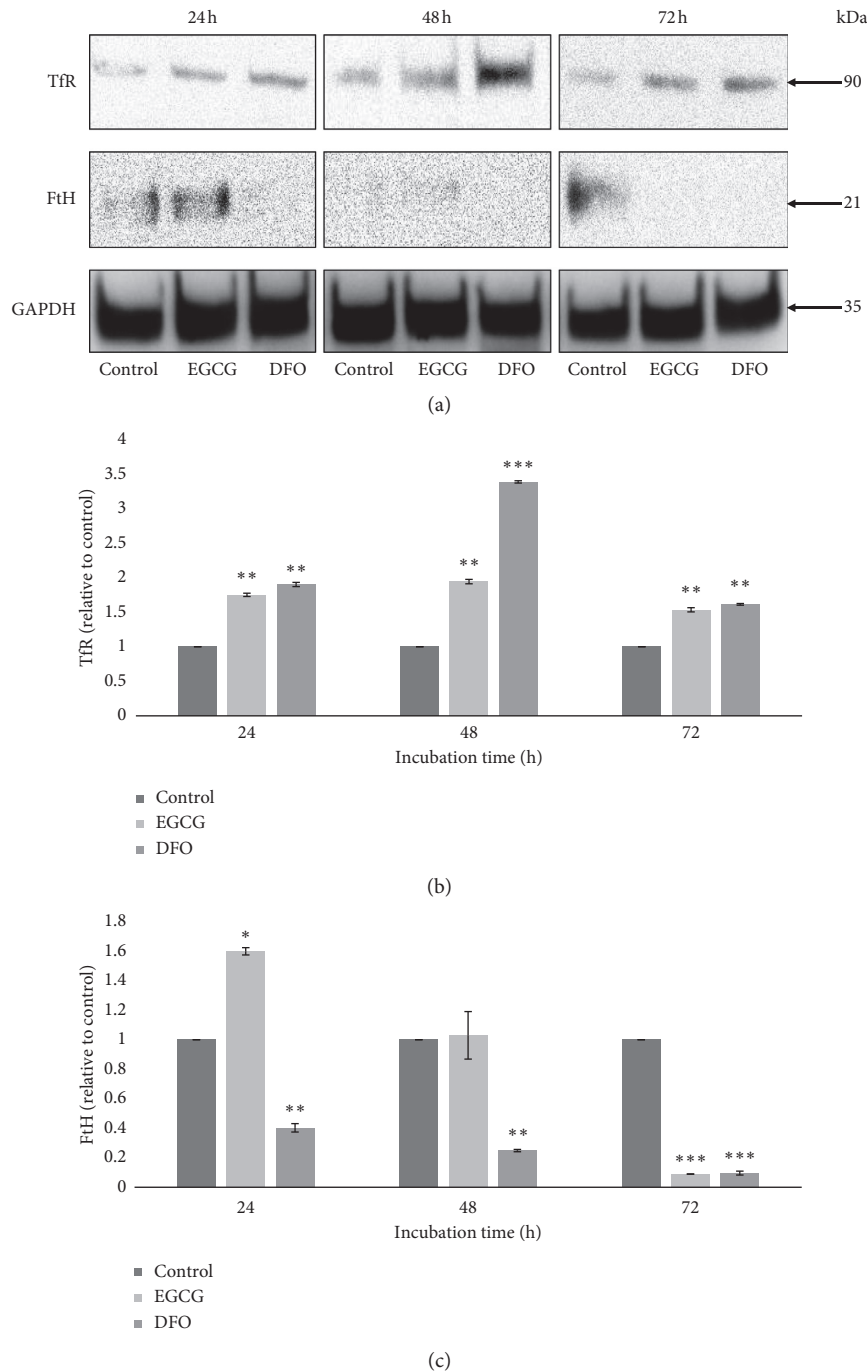 24 h 48 h 72 h kDa
TfR 90
FtH 21
GAPDH 35
Control EGCG DFO Control EGCG DFO Control EGCG DFO
(a)
4
3.5
3
2.5
2
1.5
1
0.5
0
TfR (relative to control)
** ** ** *** ** **
24 48 72
Incubation time (h)
Control
EGCG
DFO
(b)
1.8
1.6
1.4
1.2
1
0.8
0.6
0.4
0.2
0
FtH (relative to control)
* ** ** *** ***
24 48 72
Incubation time (h)
Control
EGCG
DFO
(c)